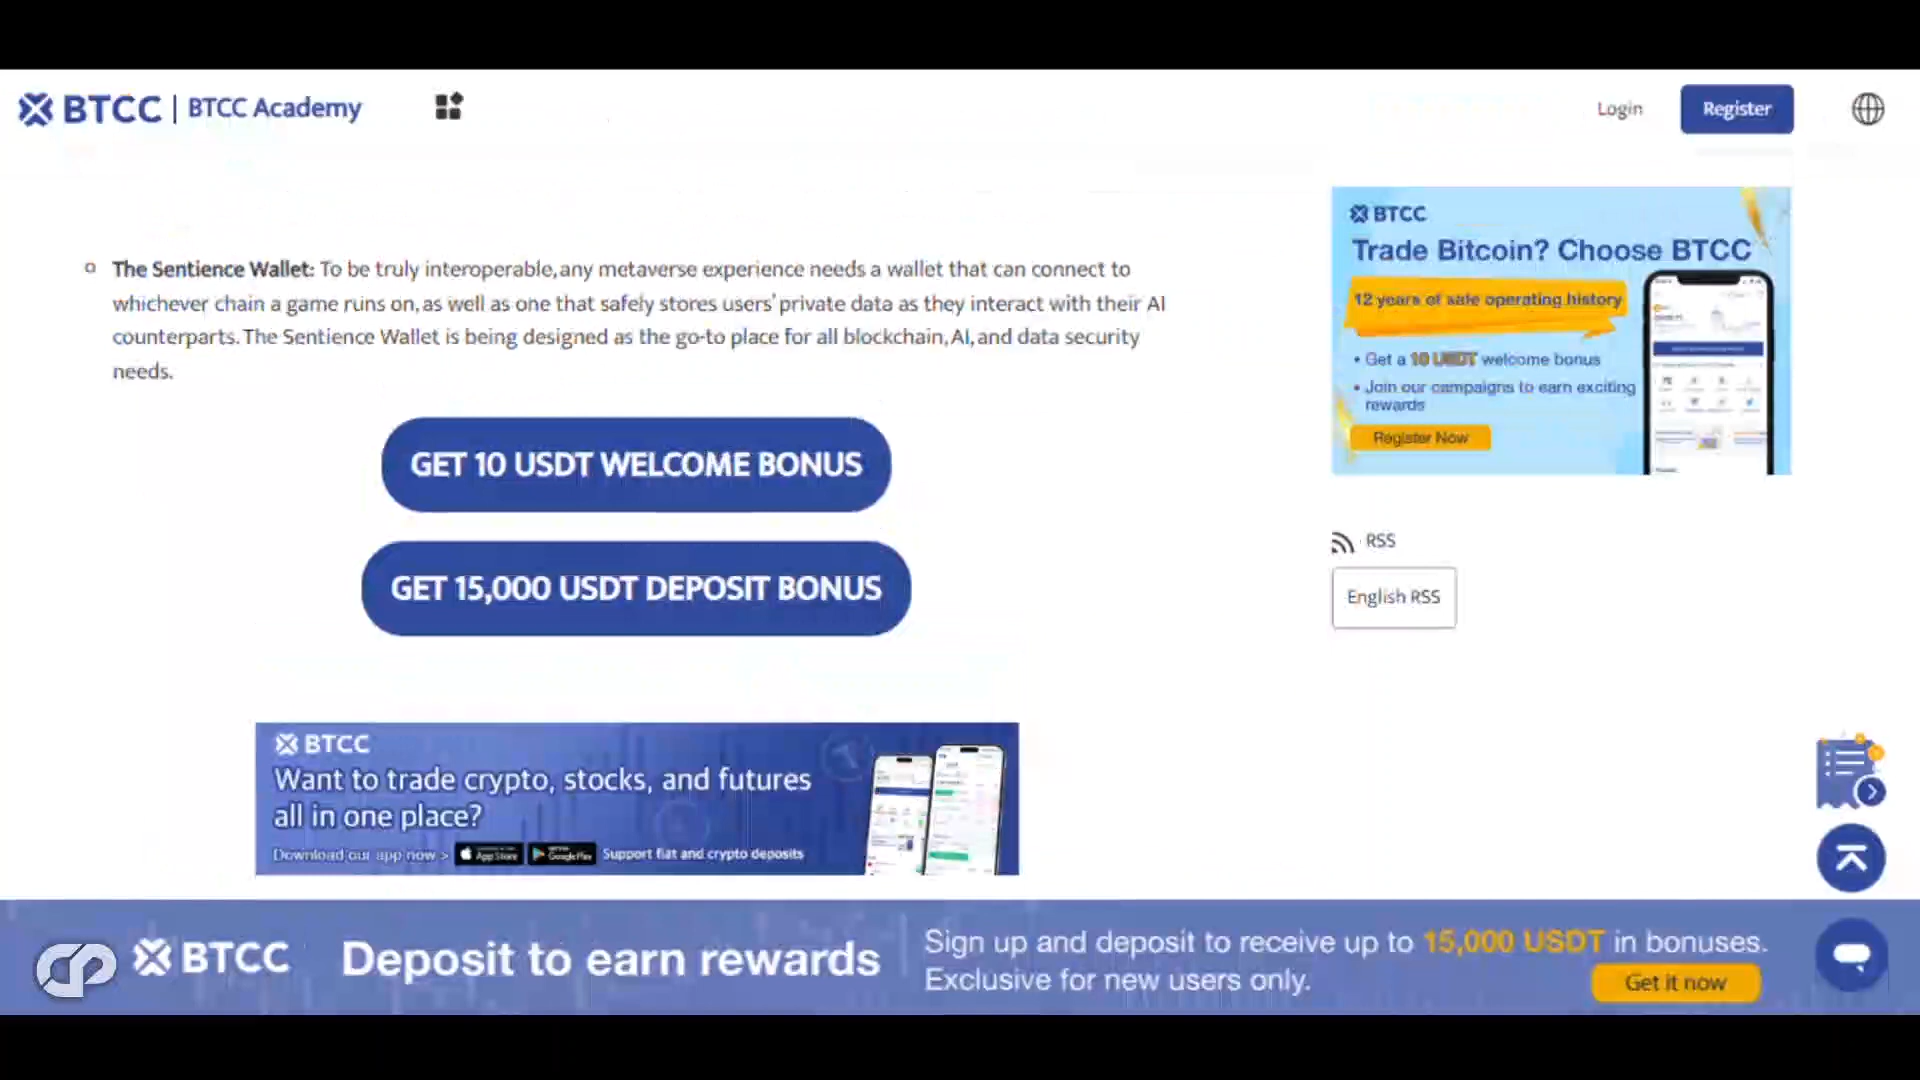 BTCC | BTCC Academy
Login
Register
The Sentience Wallet: To be truly interoperable, any metaverse experience needs a wallet that can connect to
whichever chain a game runs on, as well as one that safely stores users' private data as they interact with their AI
counterparts. The Sentience Wallet is being designed as the go-to place for all blockchain, AI, and data security
needs.
GET 10 USDT WELCOME BONUS
GET 15,000 USDT DEPOSIT BONUS
BTCC
Trade Bitcoin? Choose BTCC
12 years of safe operating history
• Get a 10 USDT welcome bonus
• Join our campaigns to earn exciting
rewards
Register Now
RSS
English RSS
BTCC
Want to trade crypto, stocks, and futures
all in one place?
Download our app now > App Store Google Play Support fiat and crypto deposits
BTCC
Deposit to earn rewards
Sign up and deposit to receive up to 15,000 USDT in bonuses.
Exclusive for new users only.
Get it now